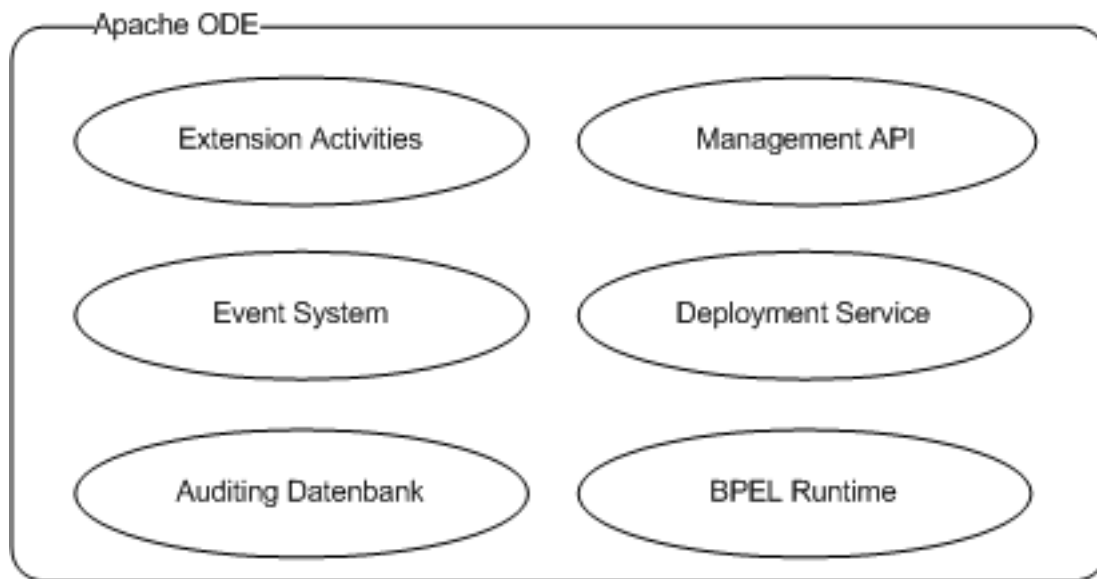 Apache ODE
Extension Activities
Management API
Event System
Deployment Service
Auditing Datenbank
BPEL Runtime